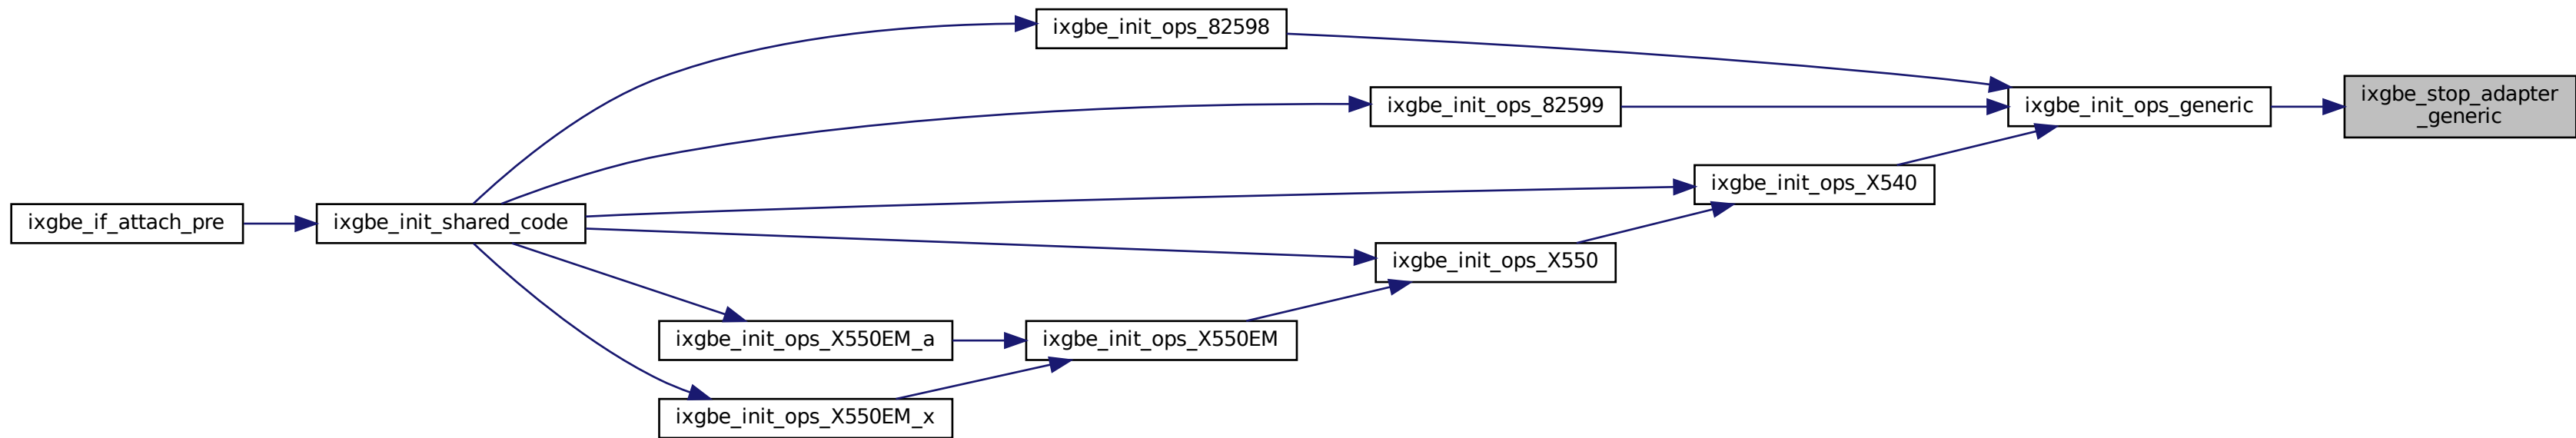 ixgbe_init_ops_82598
ixgbe_stop_adapter
_generic
ixgbe_init_ops_82599
ixgbe_init_ops_generic
ixgbe_init_ops_X540
ixgbe_if_attach_pre
ixgbe_init_shared_code
ixgbe_init_ops_X550
ixgbe_init_ops_X550EM_a
ixgbe_init_ops_X550EM
ixgbe_init_ops_X550EM_x